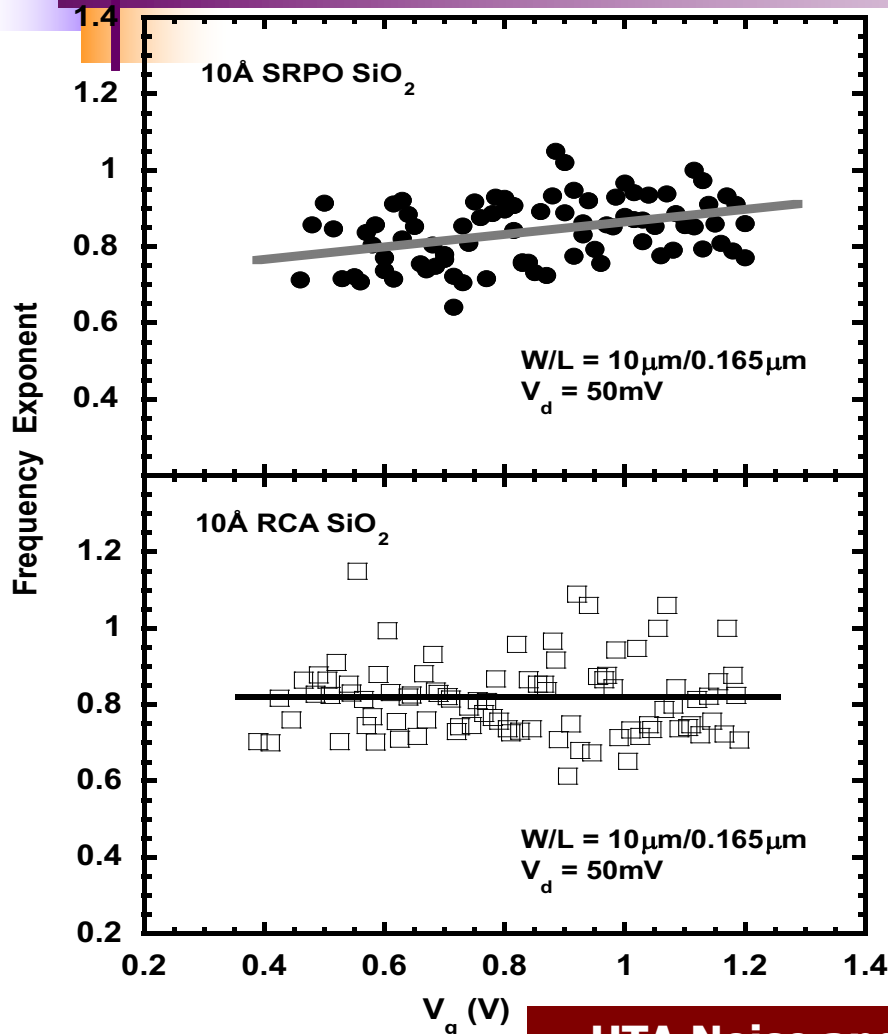 1.4
10Å SRPO SiO2
1.2
1
0.8
0.6
W/L = 10μm/0.165μm
Vd = 50mV
0.4
Frequency Exponent
10Å RCA SiO2
1.2
1
0.8
0.6
W/L = 10μm/0.165μm
Vd = 50mV
0.4
0.2
0.2 0.4 0.6 0.8 1 1.2 1.4
Vg (V)
UTA Noise